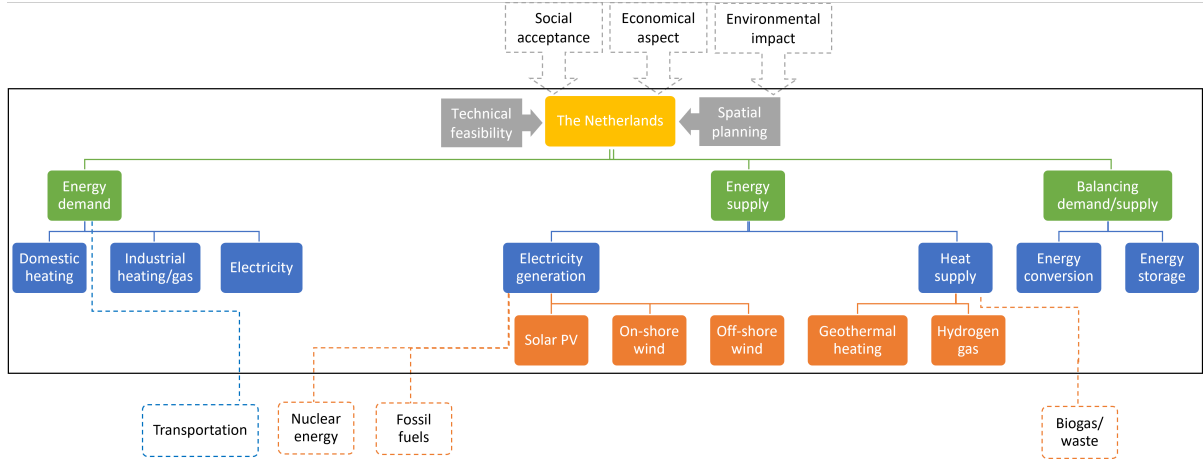 Social
acceptance
Economical
aspect
Environmental
impact
Technical
feasibility
The Netherlands
Spatial
planning
Energy
demand
Energy
supply
Balancing
demand/supply
Domestic
heating
Industrial
heating/gas
Electricity
Electricity
generation
Heat
supply
Energy
conversion
Energy
storage
Solar PV
On-shore
wind
Off-shore
wind
Geothermal
heating
Hydrogen
gas
Transportation
Nuclear
energy
Fossil
fuels
Biogas/
waste